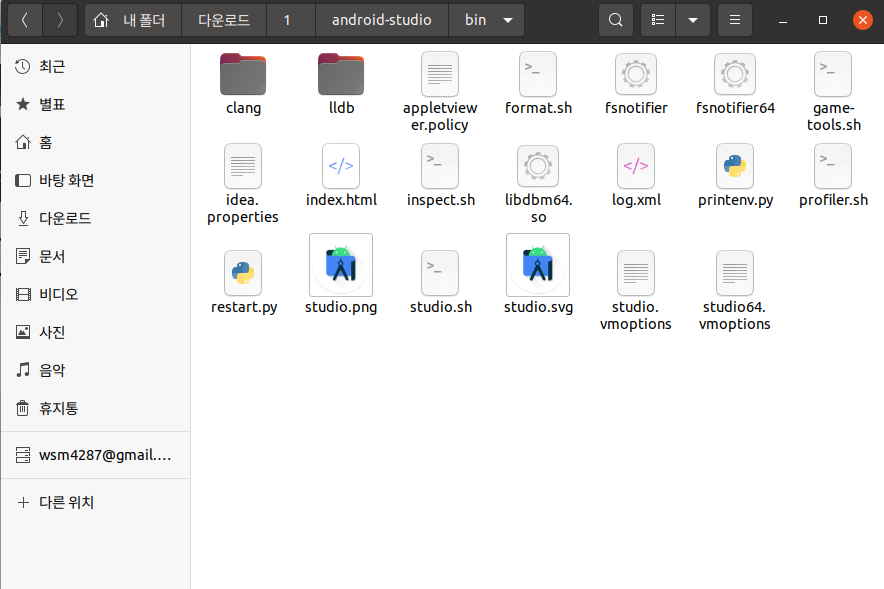 내 폴더 다운로드 1 android-studio bin
최근
별표
홈
바탕 화면
다운로드
문서
비디오
사진
음악
휴지통
wsm4287@gmail.…
다른 위치
clang
lldb
appletview
er.policy
format.sh
fsnotifier
fsnotifier64
game-
tools.sh
idea.
properties
index.html
inspect.sh
libdbm64.
so
log.xml
printenv.py
profiler.sh
restart.py
studio.png
studio.sh
studio.svg
studio.
vmoptions
studio64.
vmoptions